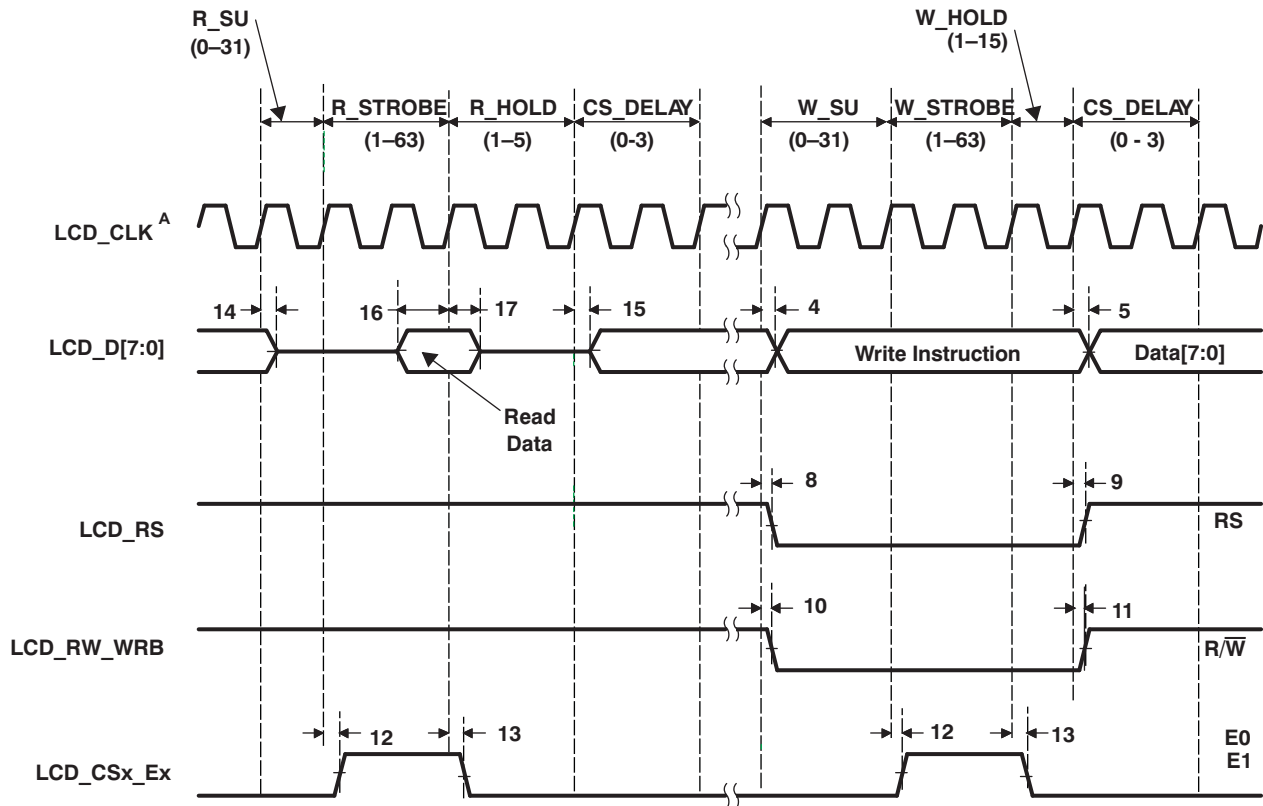 R_SU
(0–31)
W_HOLD
(1–15)
R_STROBE R_HOLD CS_DELAY W_SU W_STROBE CS_DELAY
(1–63) (1–5) (0-3) (0–31) (1–63) (0 - 3)
LCD_CLK A
14 16 17 15 4 5
LCD_D[7:0] Write Instruction Data[7:0]
Read
Data
8 9
LCD_RS RS
10 11
LCD_RW_WRB R/W̅
12 13 12 13 E0
E1
LCD_CSx_Ex